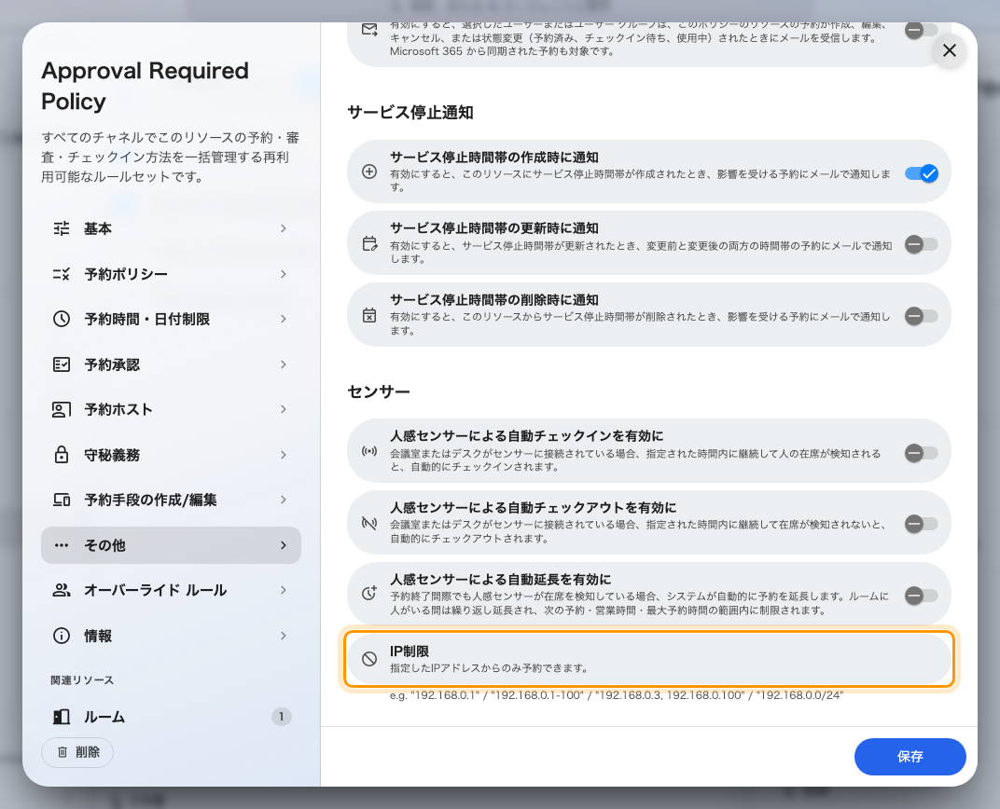 Approval Required
Policy
すべてのチャネルでこのリソースの予約・審
査・チェックイン方法を一括管理する再利
用可能なルールセットです。
基本
予約ポリシー
予約時間・日付制限
予約承認
予約ホスト
守秘義務
予約手段の作成/編集
その他
オーバーライド ルール
情報
関連リソース
ルーム
1
削除
有効にすると、選択したユーザーまたはユーザー グループは、このポリシーのリソースの予約が作成、編集、
キャンセル、または状態変更（予約済み、チェックイン待ち、使用中）されたときにメールを受信します。
Microsoft 365 から同期された予約も対象です。
サービス停止通知
サービス停止時間帯の作成時に通知
有効にすると、このリソースにサービス停止時間帯が作成されたとき、影響を受ける予約にメールで通知しま
す。
サービス停止時間帯の更新時に通知
有効にすると、サービス停止時間帯が更新されたとき、変更前と変更後の両方の時間帯の予約にメールで通知
します。
サービス停止時間帯の削除時に通知
有効にすると、このリソースからサービス停止時間帯が削除されたとき、影響を受ける予約にメールで通知し
ます。
センサー
人感センサーによる自動チェックインを有効に
会議室またはデスクがセンサーに接続されている場合、指定された時間内に継続して人の在席が検知される
と、自動的にチェックインされます。
人感センサーによる自動チェックアウトを有効に
会議室またはデスクがセンサーに接続されている場合、指定された時間内に継続して在席が検知されないと、
自動的にチェックアウトされます。
人感センサーによる自動延長を有効に
予約終了間際でも人感センサーが在席を検知している場合、システムが自動的に予約を延長します。ルームに
人がいる間は繰り返し延長され、次の予約・営業時間・最大予約時間の範囲内に制限されます。
IP制限
指定したIPアドレスからのみ予約できます。
e.g. "192.168.0.1" / "192.168.0.1-100" / "192.168.0.3, 192.168.0.100" / "192.168.0.0/24"
保存